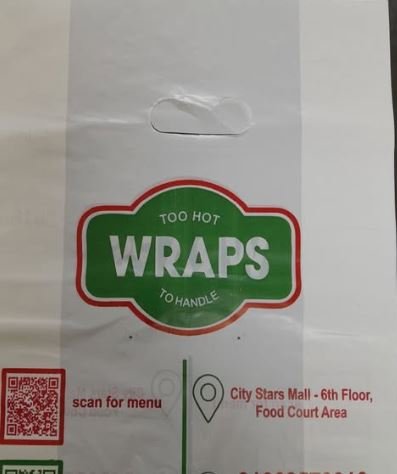 TOO HOT
WRAPS
TO HANDLE
scan for menu
City Stars Mall - 6th Floor,
Food Court Area